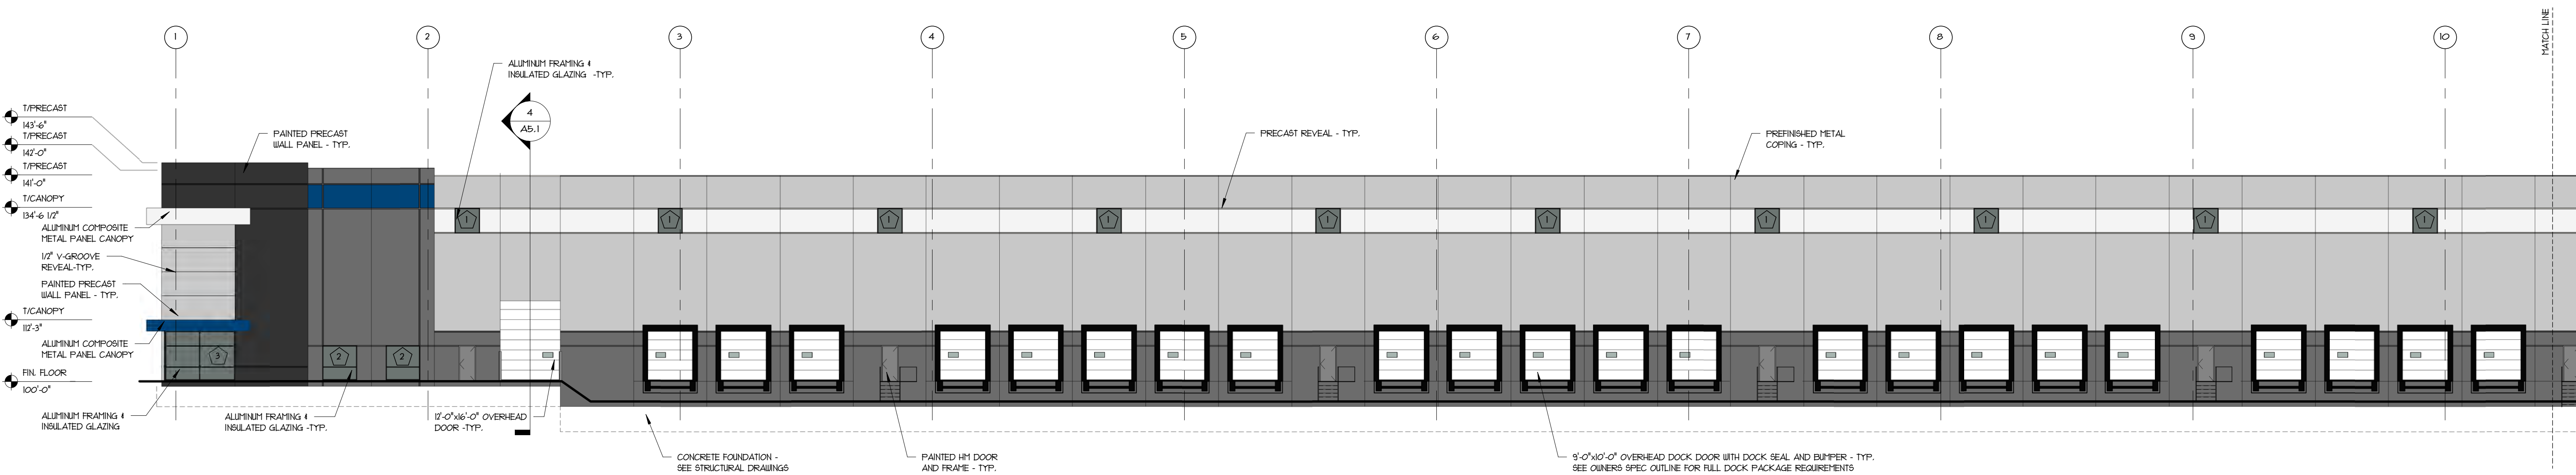 1
2
3
4
5
6
7
8
9
10
MATCH LINE
ALUMINUM FRAMING &
INSULATED GLAZING -TYP.
4
A5.1
T/PRECAST
143'-6"
T/PRECAST
142'-0"
T/PRECAST
141'-0"
T/CANOPY
134'-6 1/2"
PAINTED PRECAST
WALL PANEL - TYP.
PRECAST REVEAL - TYP.
PREFINISHED METAL
COPING - TYP.
1
1
1
1
1
1
1
1
1
1
ALUMINUM COMPOSITE
METAL PANEL CANOPY
1/2" V-GROOVE
REVEAL-TYP.
PAINTED PRECAST
WALL PANEL - TYP.
T/CANOPY
112'-3"
ALUMINUM COMPOSITE
METAL PANEL CANOPY
3
2
2
FIN. FLOOR
100'-0"
ALUMINUM FRAMING &
INSULATED GLAZING
ALUMINUM FRAMING &
INSULATED GLAZING -TYP.
12'-0"x16'-0" OVERHEAD
DOOR -TYP.
CONCRETE FOUNDATION -
SEE STRUCTURAL DRAWINGS
PAINTED HM DOOR
AND FRAME - TYP.
9'-0"x10'-0" OVERHEAD DOCK DOOR WITH DOCK SEAL AND BUMPER - TYP.
SEE OWNERS SPEC OUTLINE FOR FULL DOCK PACKAGE REQUIREMENTS